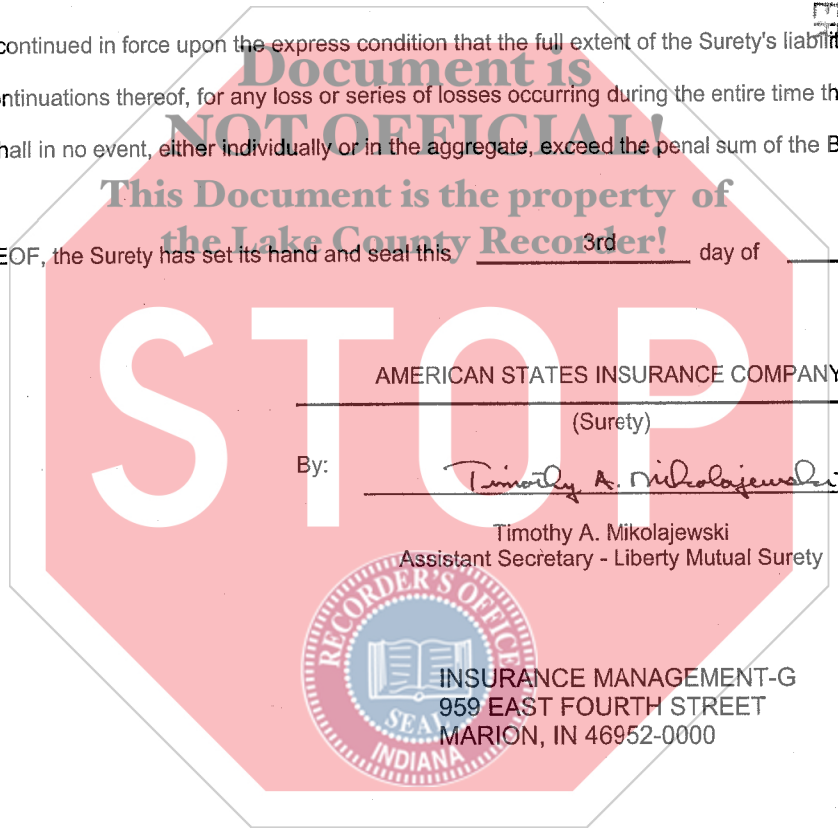 continued in force upon the express condition that the full extent of the Surety's
Document is
ntinuations thereof, for any loss or series of losses occurring during the entire time
NOT OFFICIAL!
hall in no event, either individually or in the aggregate, exceed the penal sum of the B
This Document is the property of
the Lake County Recorder!
EOF, the Surety has set its hand and seal this 3rd day of
STOP
AMERICAN STATES INSURANCE COMPANY
(Surety)
By: Timothy A. Mikolajewski
Timothy A. Mikolajewski
Assistant Secretary - Liberty Mutual Surety
RECORDER'S OFFICE
SEAL
INDIANA
INSURANCE MANAGEMENT-G
959 EAST FOURTH STREET
MARION, IN 46952-0000